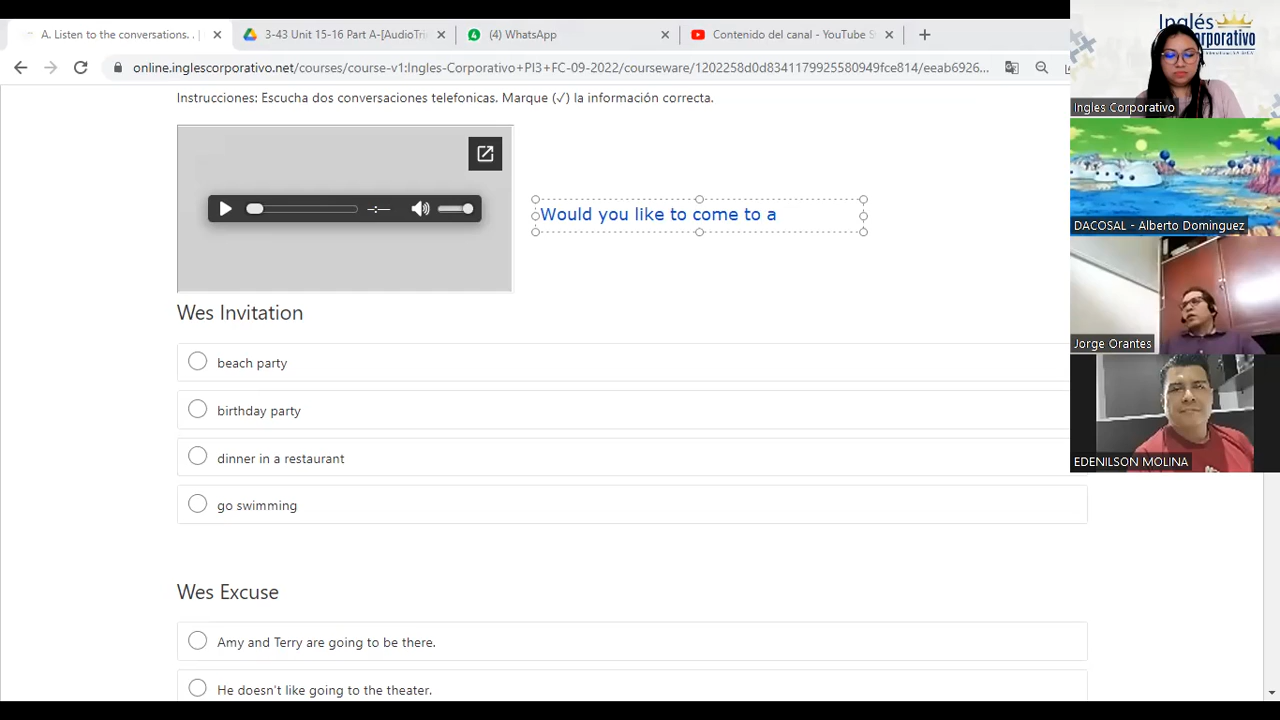 A. Listen to the conversations. .
3-43 Unit 15-16 Part A-[AudioTri
(4) WhatsApp
Contenido del canal - YouTube S
online.inglescorporativo.net/courses/course-v1:Ingles-Corporativo+PI3+FC-09-2022/courseware/1202258d0d834117992558094​9fce814/eeab6926...
Instrucciones: Escucha dos conversaciones telefonicas. Marque (✓) la información correcta.
Would you like to come to a
Wes Invitation
beach party
birthday party
dinner in a restaurant
go swimming
Wes Excuse
Amy and Terry are going to be there.
He doesn't like going to the theater.
Inglés
Corporativo
Ingles Corporativo
DACOSAL - Alberto Dominguez
Jorge Orantes
EDENILSON MOLINA